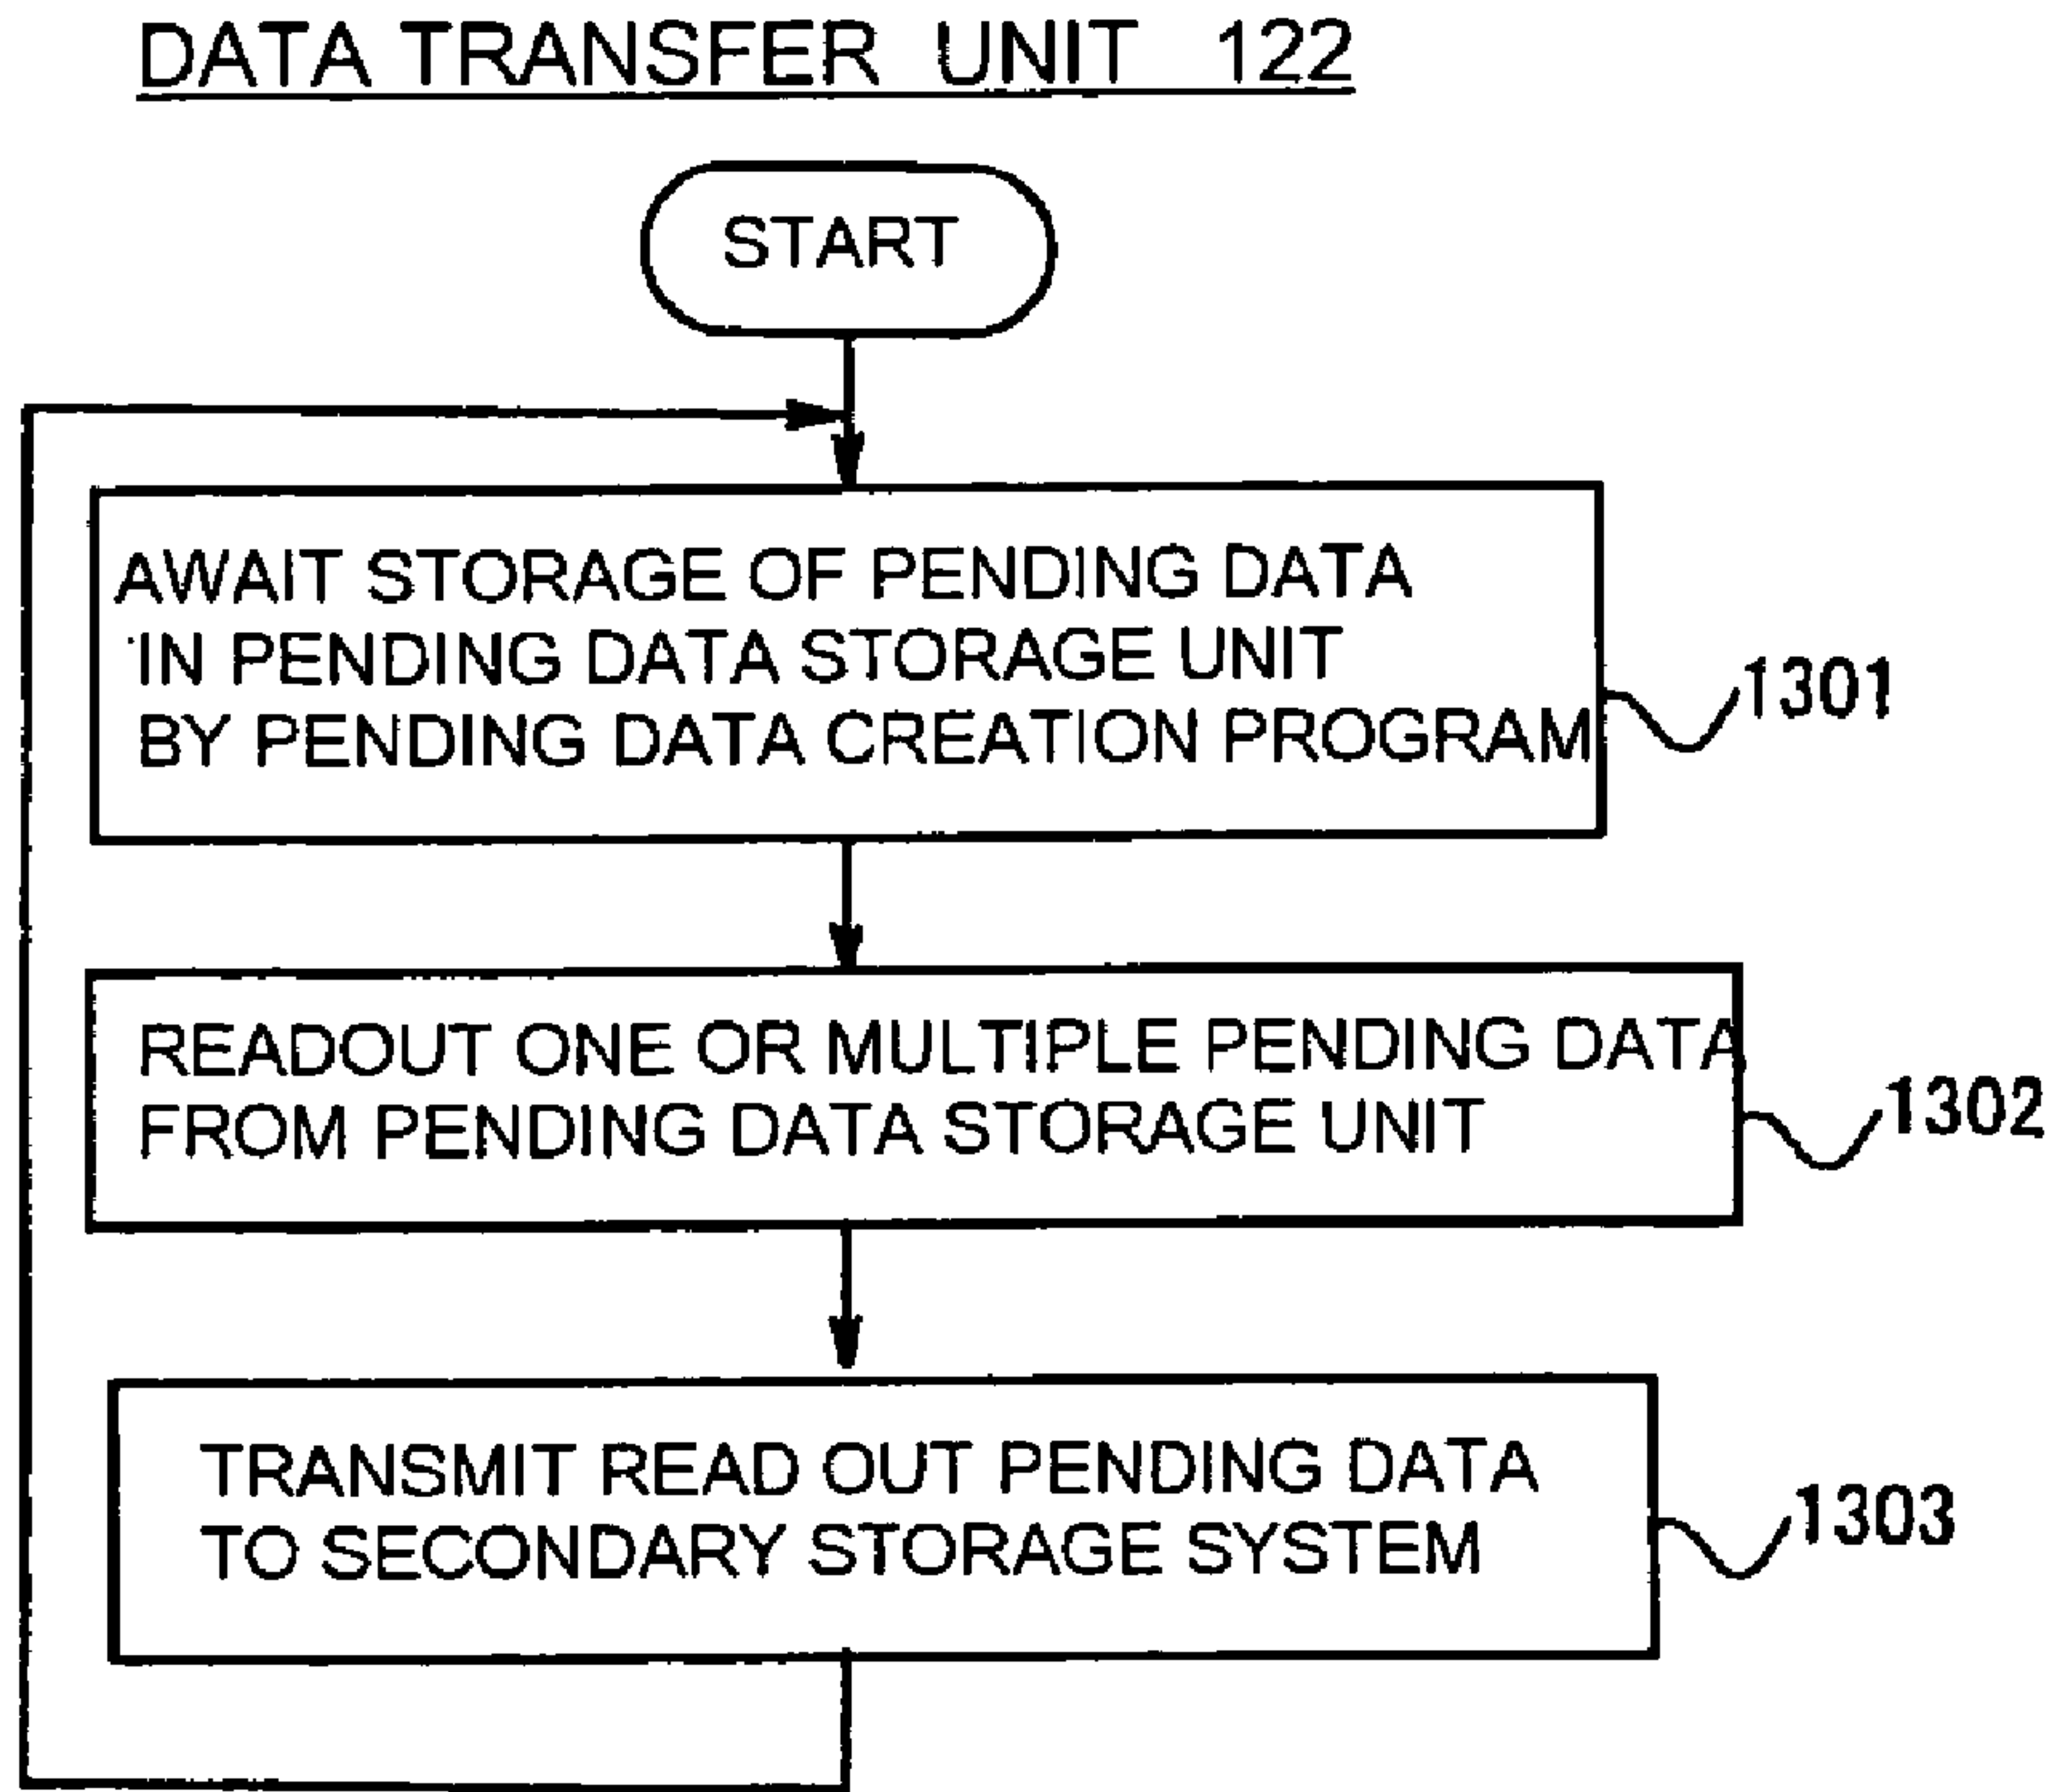 DATA TRANSFER UNIT 122
START
AWAIT STORAGE OF PENDING DATA
IN PENDING DATA STORAGE UNIT
BY PENDING DATA CREATION PROGRAM
1301
READOUT ONE OR MULTIPLE PENDING DATA
FROM PENDING DATA STORAGE UNIT
1302
TRANSMIT READ OUT PENDING DATA
TO SECONDARY STORAGE SYSTEM
1303